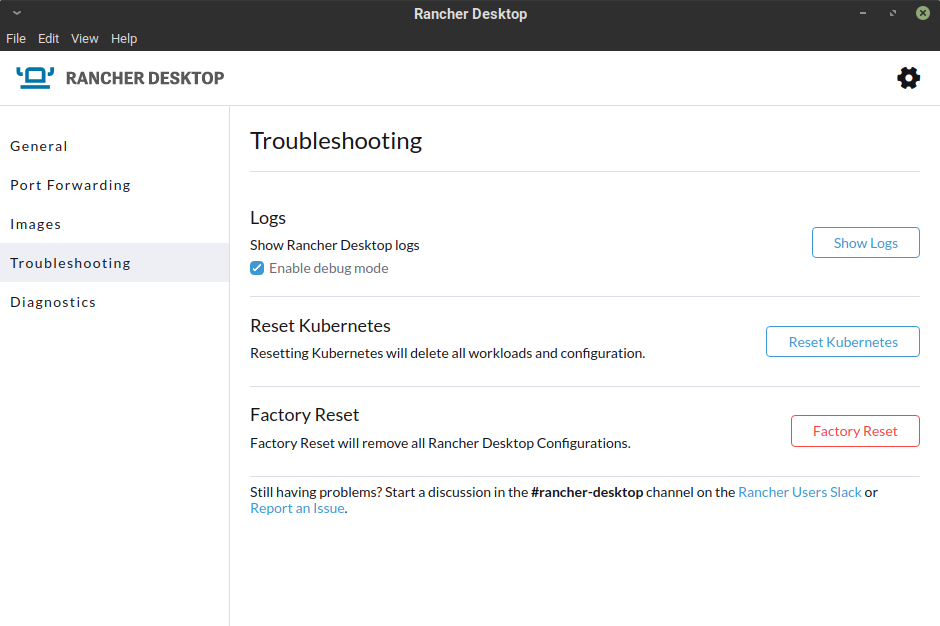 Rancher Desktop
File Edit View Help
RANCHER DESKTOP
General
Port Forwarding
Images
Troubleshooting
Diagnostics
Troubleshooting
Logs
Show Rancher Desktop logs
Enable debug mode
Show Logs
Reset Kubernetes
Resetting Kubernetes will delete all workloads and configuration.
Reset Kubernetes
Factory Reset
Factory Reset will remove all Rancher Desktop Configurations.
Factory Reset
Still having problems? Start a discussion in the #rancher-desktop channel on the Rancher Users Slack or
Report an Issue.